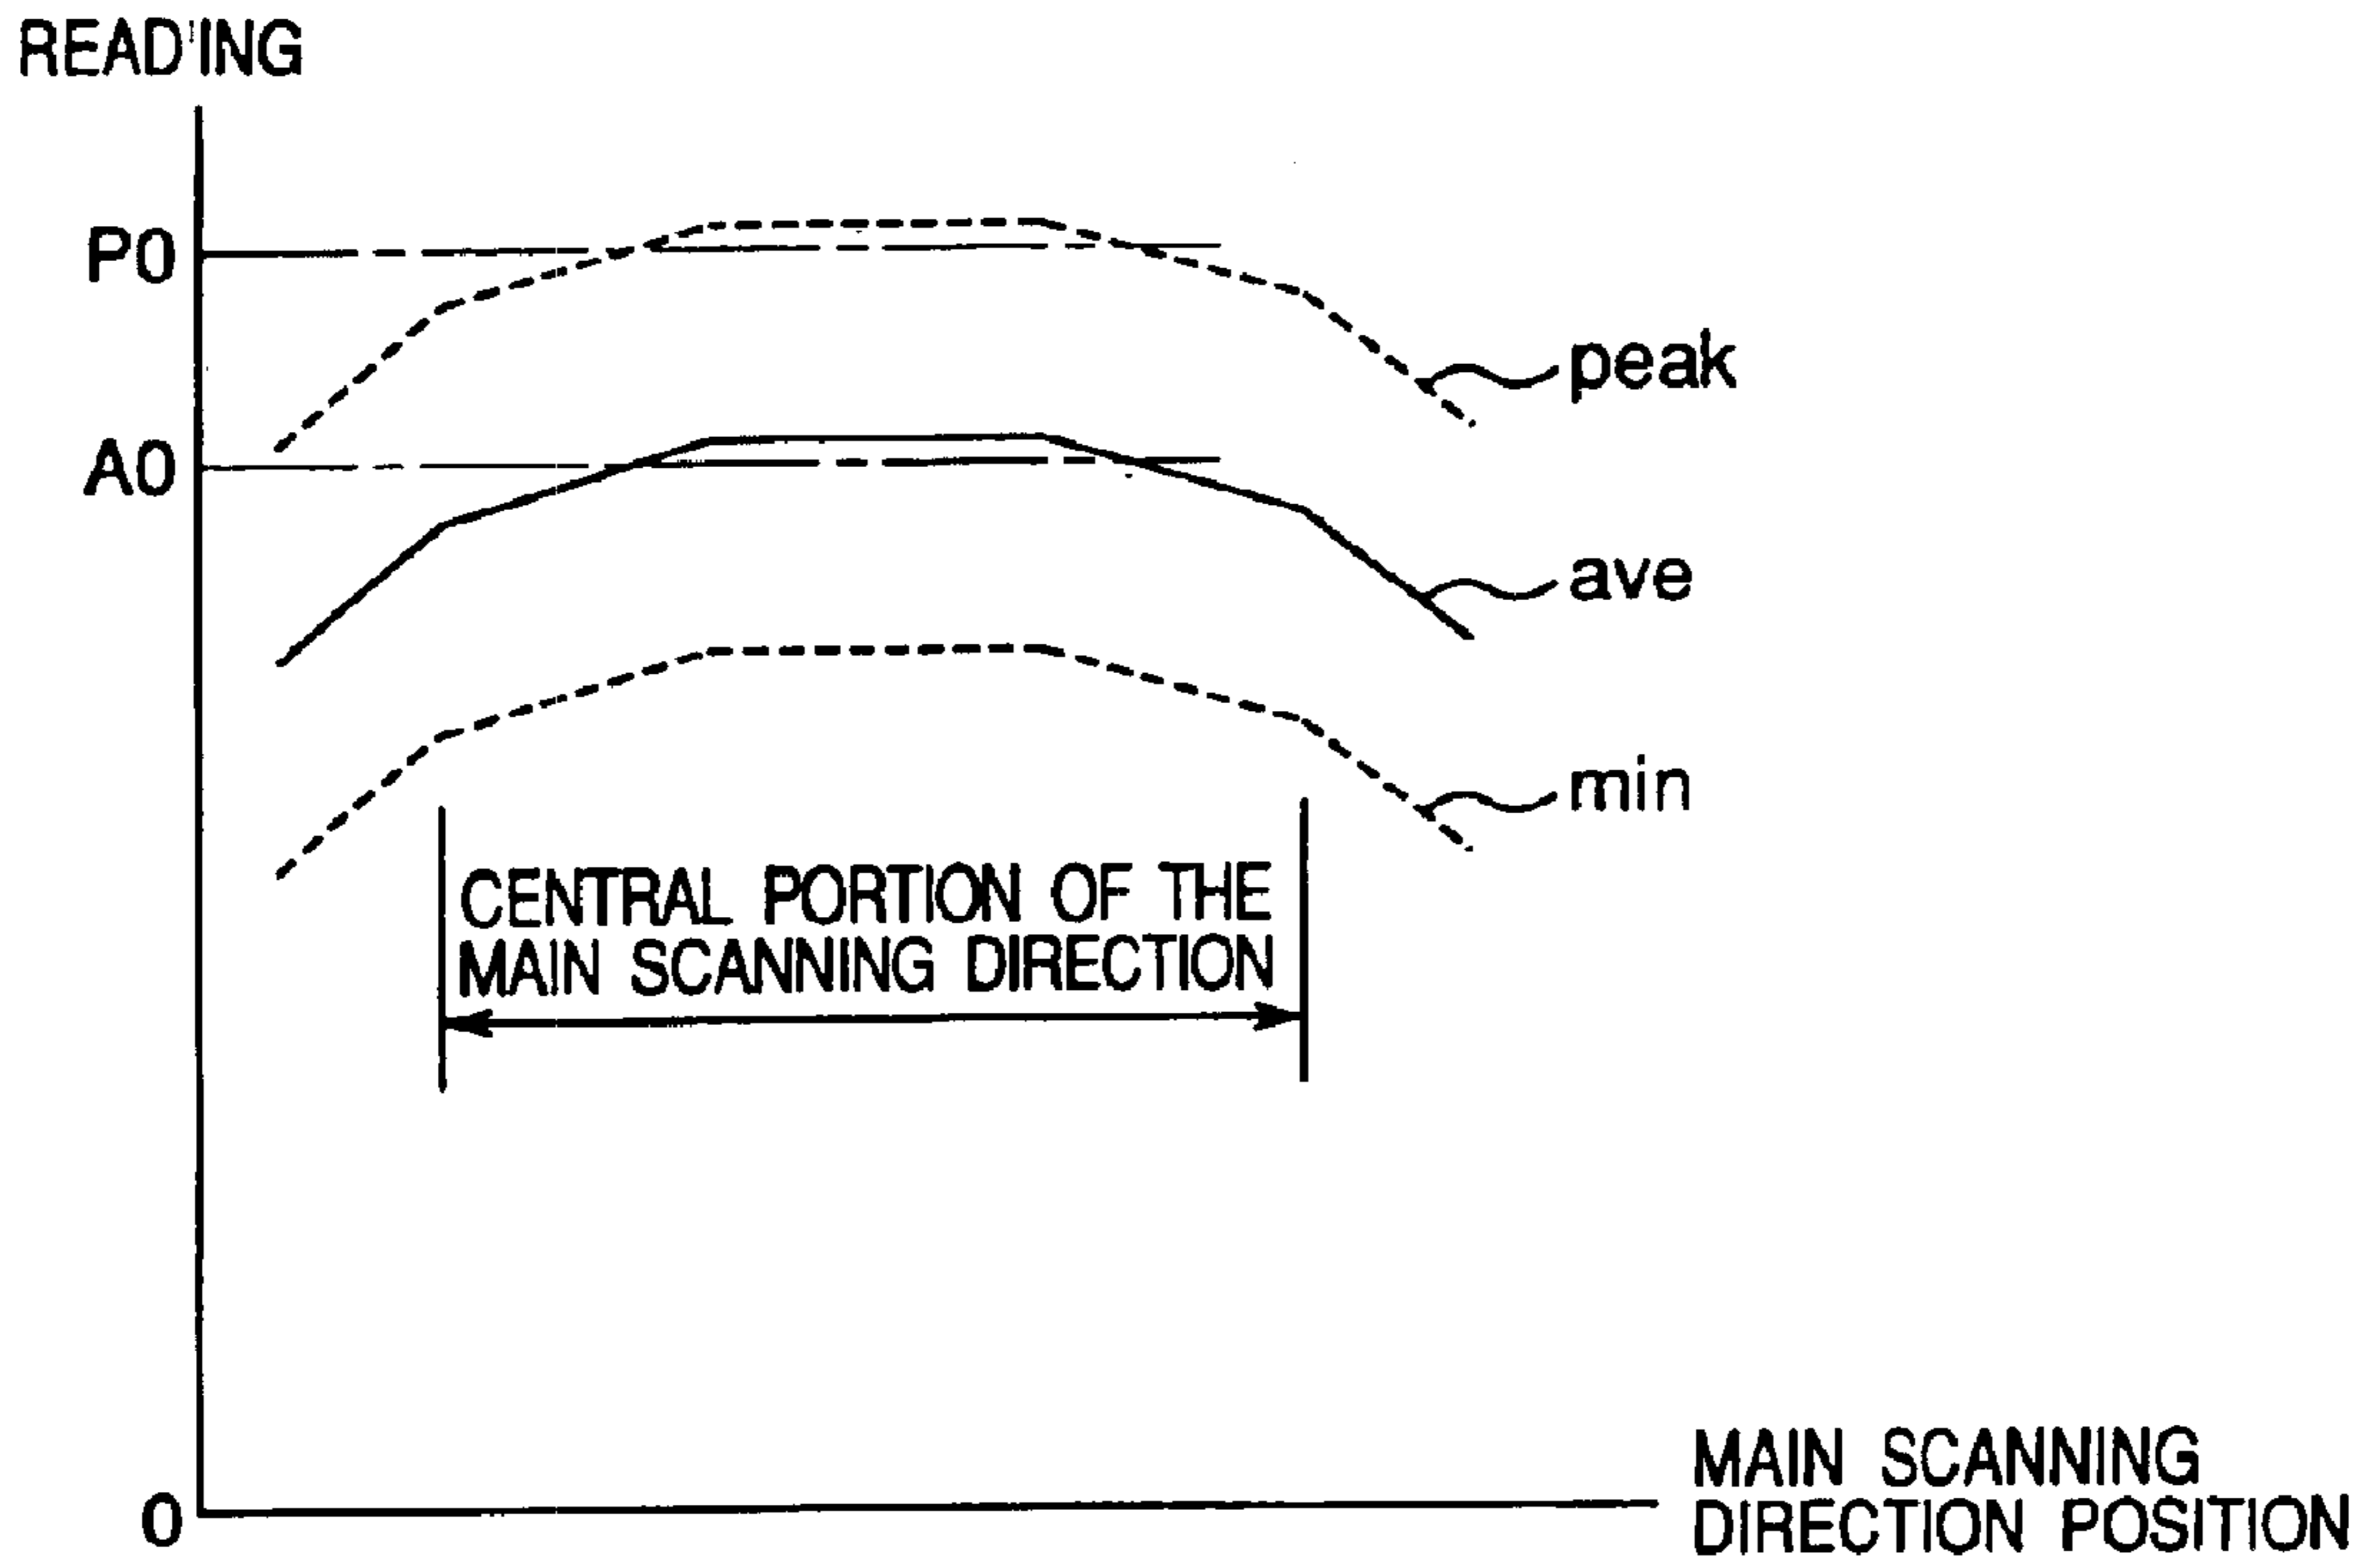 READING
P0
peak
A0
ave
min
CENTRAL PORTION OF THE
MAIN SCANNING DIRECTION
MAIN SCANNING
DIRECTION POSITION
0